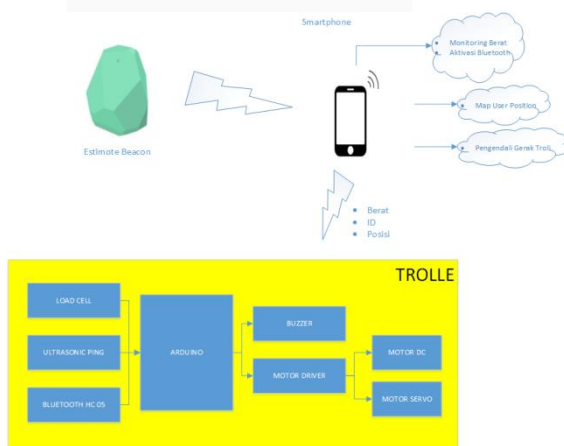 Smartphone
Monitoring Berat
Aktivasi Bluetooth
Map User Position
Pengendali Gerak Troli
Estimote Beacon
Berat
ID
Posisi
TROLLE
LOAD CELL
BUZZER
ULTRASONIC PING
ARDUINO
MOTOR DRIVER
MOTOR DC
BLUETOOTH HC 05
MOTOR SERVO